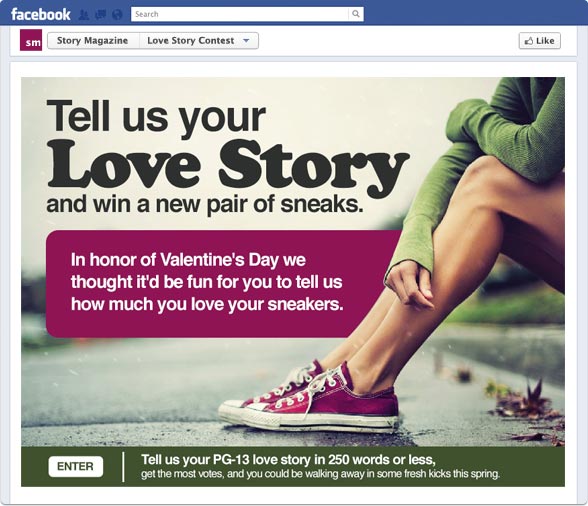 facebook
Search
sm
Story Magazine
Love Story Contest
Like
Tell us your
Love Story
and win a new pair of sneaks.
In honor of Valentine's Day we
thought it'd be fun for you to tell us
how much you love your sneakers.
ENTER
Tell us your PG-13 love story in 250 words or less,
get the most votes, and you could be walking away in some fresh kicks this spring.